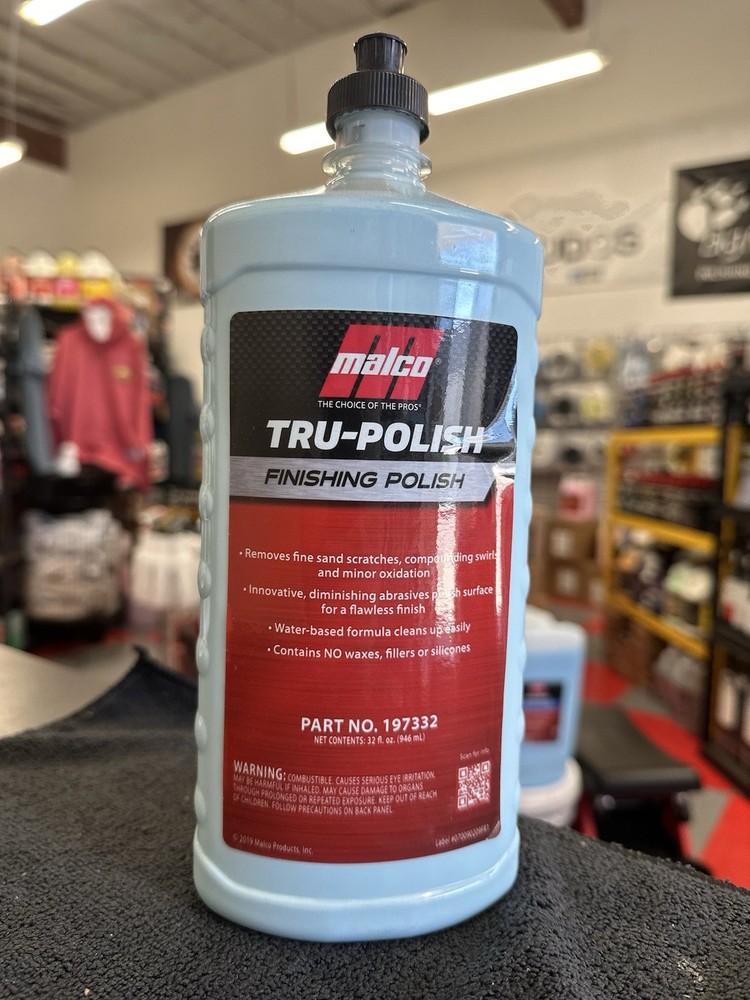 malco®
THE CHOICE OF THE PROS®
TRU-POLISH
FINISHING POLISH
• Removes fine sand scratches, compounding swirls
and minor oxidation
• Innovative, diminishing abrasives polish surface
for a flawless finish
• Water-based formula cleans up easily
• Contains NO waxes, fillers or silicones
PART NO. 197332
NET CONTENTS: 32 fl. oz. (946 mL)
Scan for info
WARNING: COMBUSTIBLE. CAUSES SERIOUS EYE IRRITATION.
MAY BE HARMFUL IF INHALED. MAY CAUSE DAMAGE TO ORGANS
THROUGH PROLONGED OR REPEATED EXPOSURE. KEEP OUT OF REACH
OF CHILDREN. FOLLOW PRECAUTIONS ON BACK PANEL.
© 2019 Malco Products, Inc.